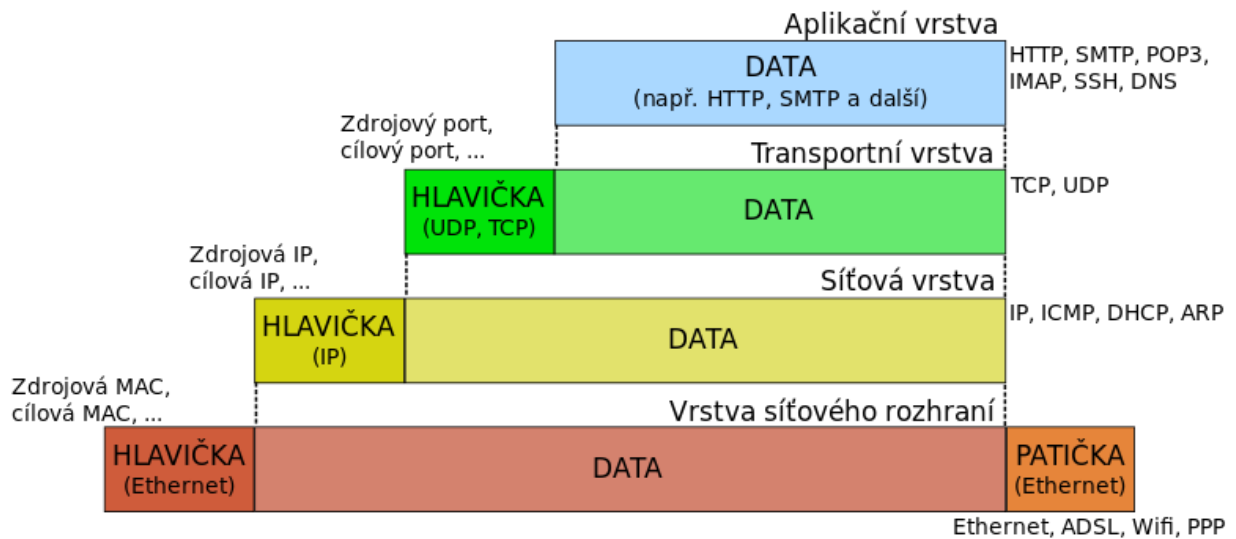 Aplikační vrstva
DATA
(např. HTTP, SMTP a další)
HTTP, SMTP, POP3,
IMAP, SSH, DNS
Zdrojový port,
cílový port, ...
Transportní vrstva
HLAVIČKA
(UDP, TCP)
DATA
TCP, UDP
Zdrojová IP,
cílová IP, ...
Síťová vrstva
HLAVIČKA
(IP)
DATA
IP, ICMP, DHCP, ARP
Zdrojová MAC,
cílová MAC, ...
Vrstva síťového rozhraní
HLAVIČKA
(Ethernet)
DATA
PATIČKA
(Ethernet)
Ethernet, ADSL, Wifi, PPP